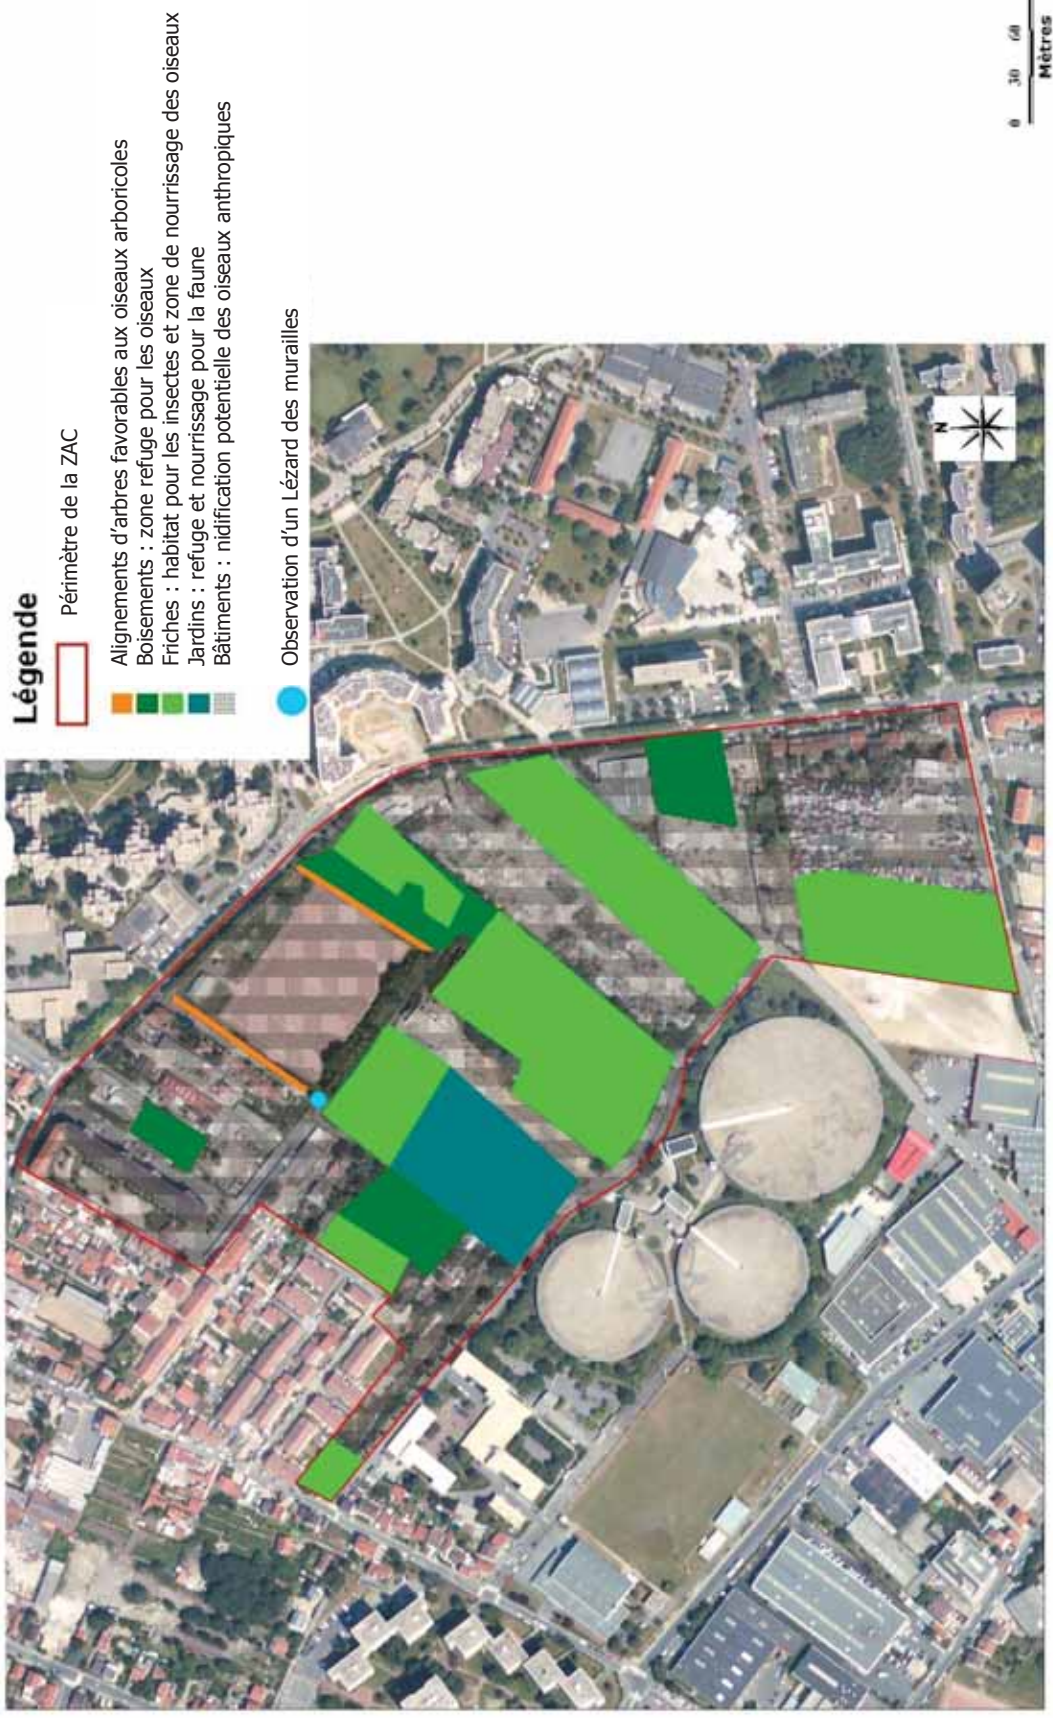 Légende
Périmètre de la ZAC
Alignements d'arbres favorables aux oiseaux arboricoles
Boisements : zone refuge pour les oiseaux
Friches : habitat pour les insectes et zone de nourrissage des oiseaux
Jardins : refuge et nourrissage pour la faune
Bâtiments : nidification potentielle des oiseaux anthropiques
Observation d'un Lézard des murailles
N
0 30 60
Mètres